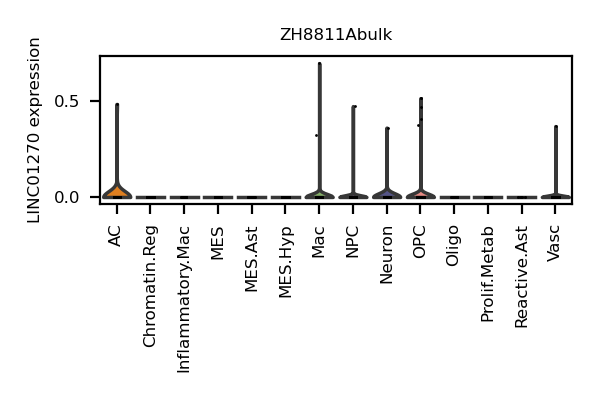 ZH8811Abulk
LINC01270 expression
0.5
0.0
AC
Chromatin.Reg
Inflammatory.Mac
MES
MES.Ast
MES.Hyp
Mac
NPC
Neuron
OPC
Oligo
Prolif.Metab
Reactive.Ast
Vasc